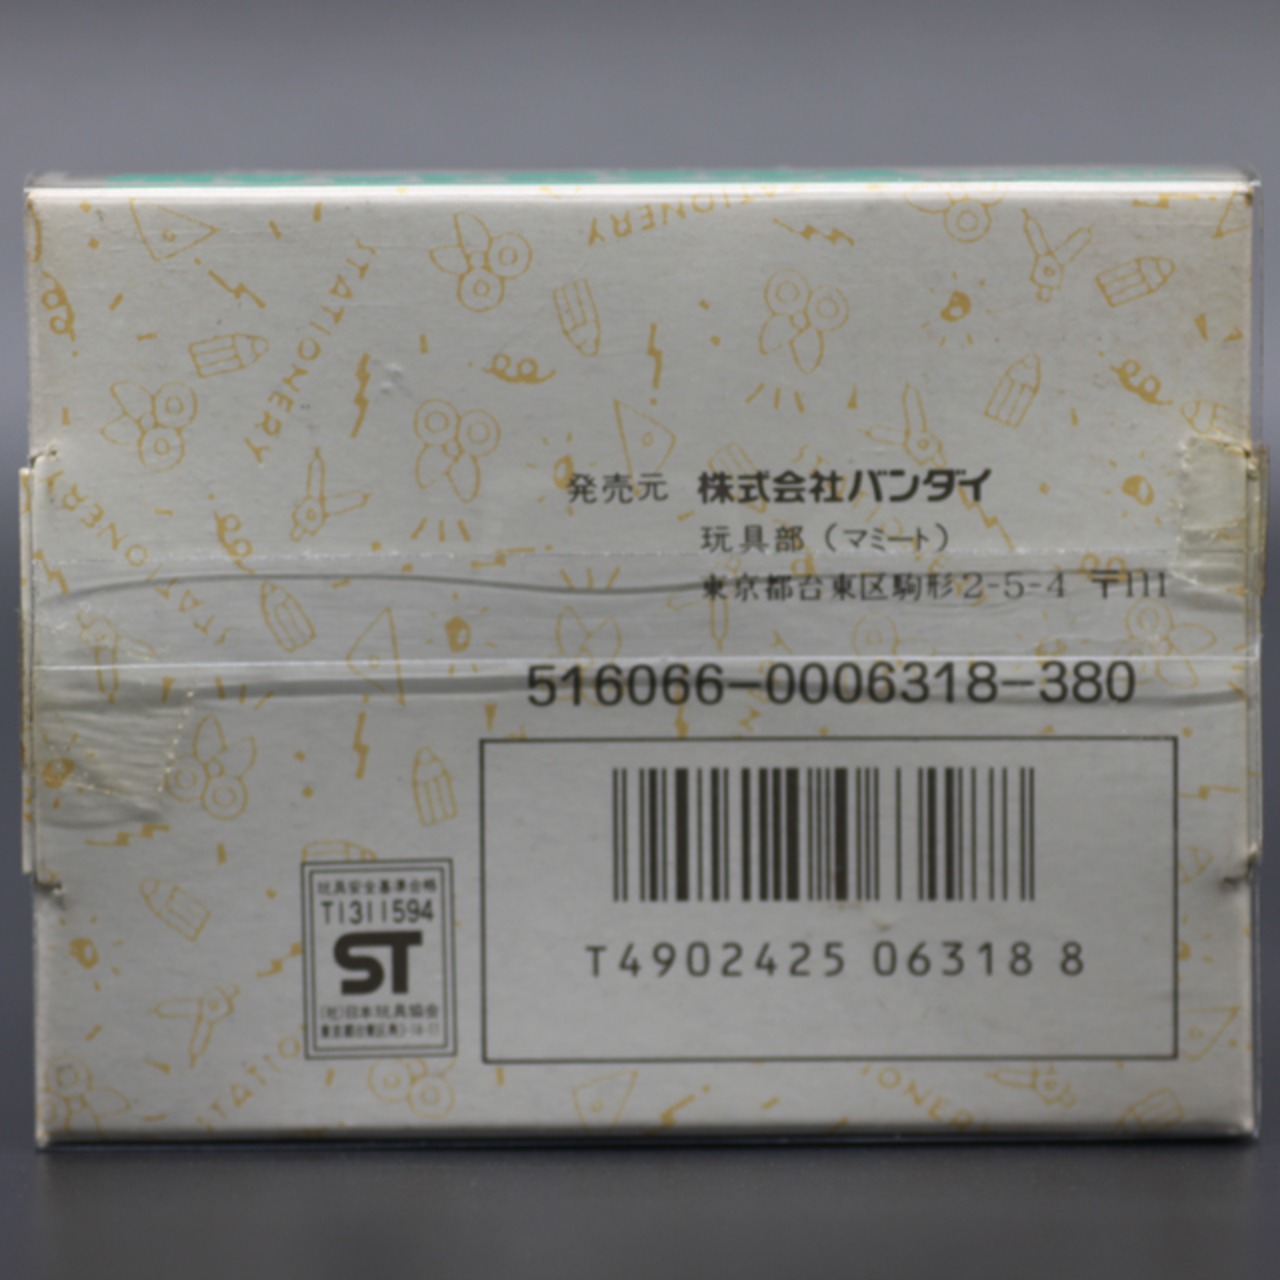 STATIONERY
STATIONERY
発売元 株式会社バンダイ
玩具部（マミート）
STATIONERY
東京都台東区駒形2-5-4 〒111
516066-0006318-380
玩具安全基準合格
T1311594
ST
(社)日本玩具協会
T4902425 06318 8